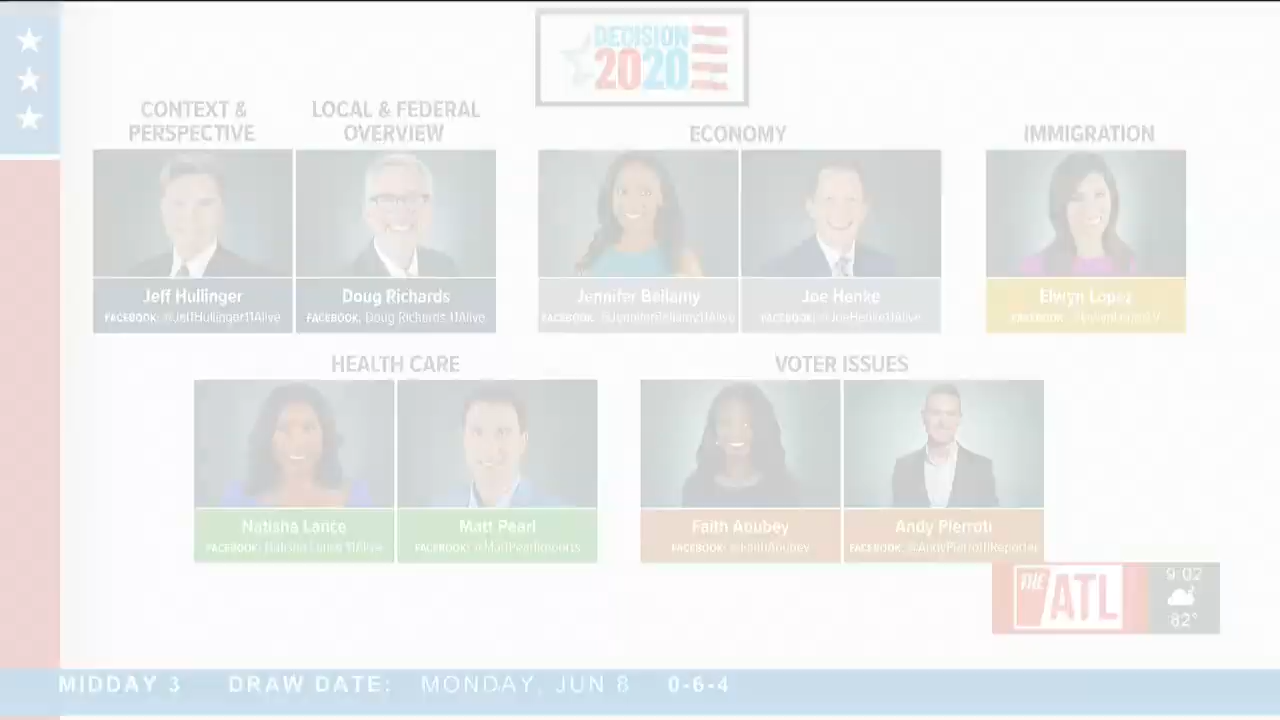 DECISION
2020
CONTEXT &
PERSPECTIVE
LOCAL & FEDERAL
OVERVIEW
ECONOMY
IMMIGRATION
Jeff Hullinger
FACEBOOK: @JeffHullinger11Alive
Doug Richards
FACEBOOK: Doug Richards 11Alive
Jennifer Bellamy
FACEBOOK: @JenniferBellamy11Alive
Joe Henke
FACEBOOK: @JoeHenke11Alive
Elwyn Lopez
FACEBOOK:
HEALTH CARE
VOTER ISSUES
Natisha Lance
FACEBOOK: Natisha Lance 11Alive
Matt Pearl
FACEBOOK: @MattPearlReports
Faith Abubey
FACEBOOK: @FaithAbubey
Andy Pierrotti
FACEBOOK: @AndyPierrottiReporter
THE ATL
9:02
82°
MIDDAY 3 DRAW DATE: MONDAY, JUN 8 0-6-4